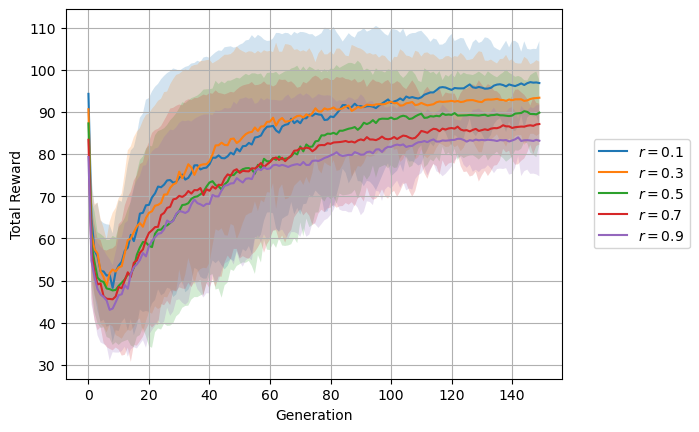 110
100
90
80
70
60
50
40
30
Total Reward
0 20 40 60 80 100 120 140
Generation
r = 0.1
r = 0.3
r = 0.5
r = 0.7
r = 0.9